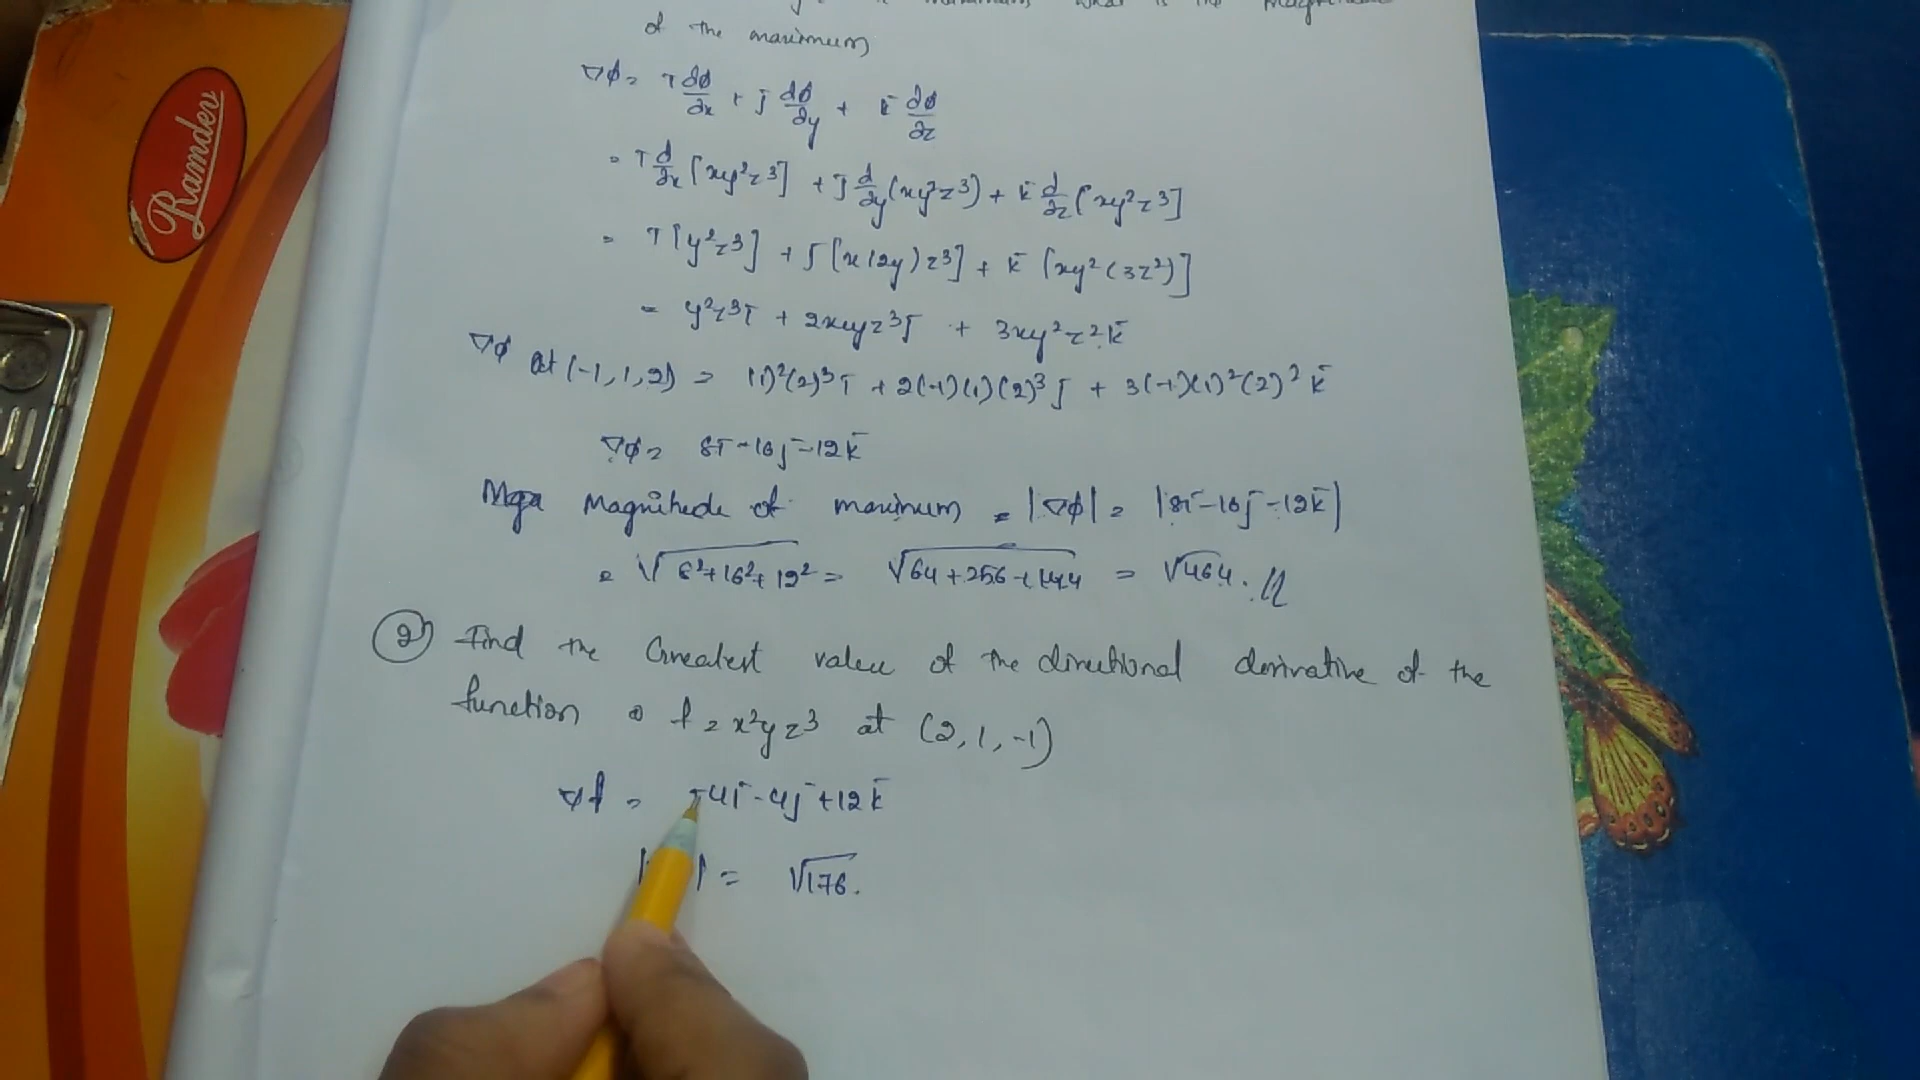 of the maximum
∇φ = i ∂φ/∂x + j ∂φ/∂y + k ∂φ/∂z
= i ∂/∂x [xy²z³] + j ∂/∂y (xy²z³) + k ∂/∂z [xy²z³]
= i [y²z³] + j [x(2y)z³] + k [xy²(3z²)]
= y²z³i + 2xyz³j + 3xy²z²k
∇φ at (-1,1,2) = (1)²(2)³i + 2(-1)(1)(2)³j + 3(-1)(1)²(2)²k
∇φ = 8i - 16j - 12k
Magnitude of maximum = |∇φ| = |8i - 16j - 12k|
= √8²+16²+12² = √64+256+144 = √464.
2) Find the Greatest value of the directional derivative of the
function f = x²yz³ at (2,1,-1)
∇f = -4i - 4j + 12k
= √176.
Ramdev